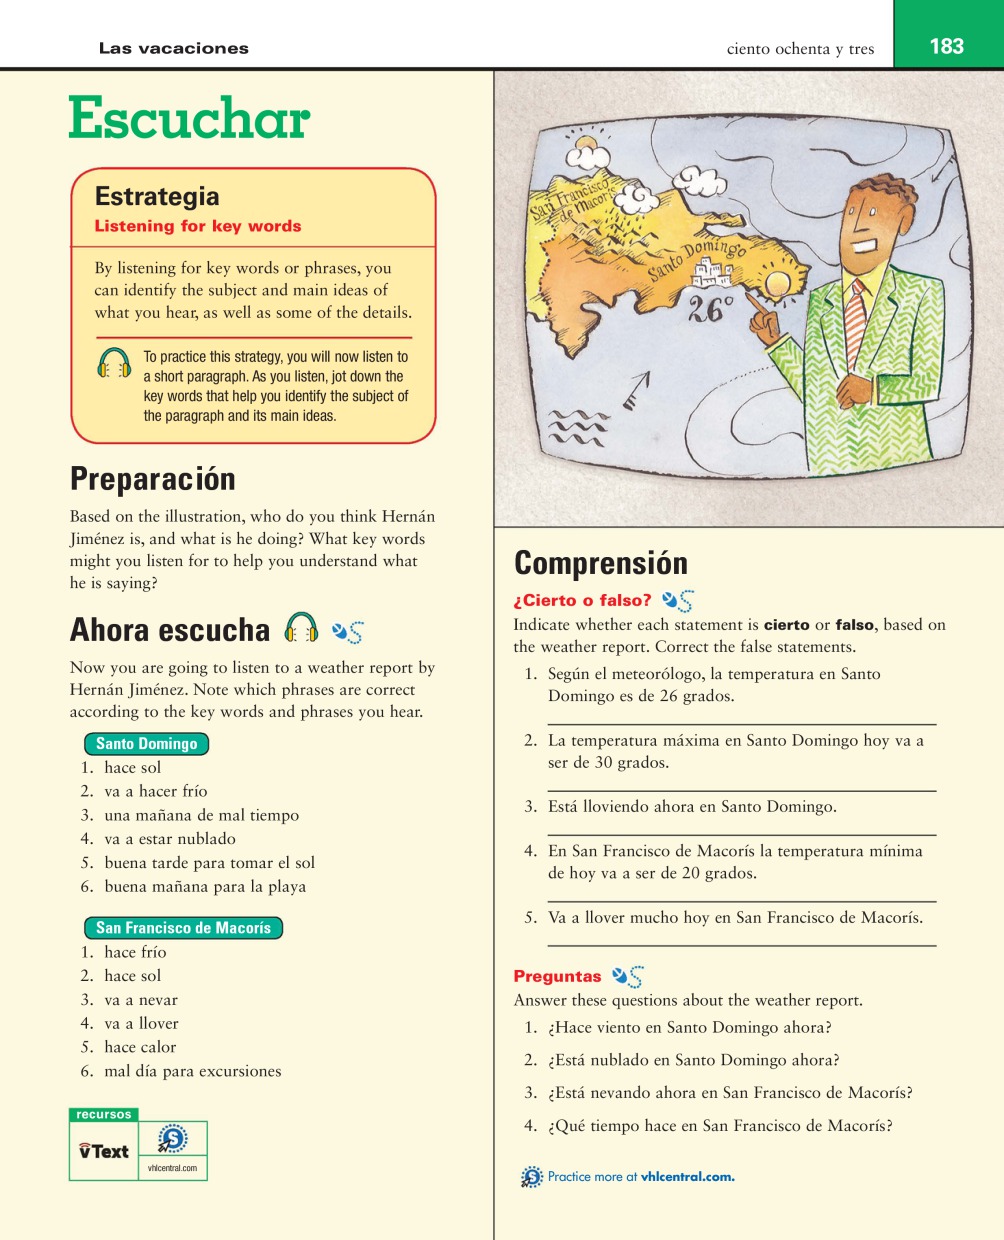 Las vacaciones
ciento ochenta y tres
183
Escuchar
Estrategia
Listening for key words
By listening for key words or phrases, you
can identify the subject and main ideas of
what you hear, as well as some of the details.
To practice this strategy, you will now listen to
a short paragraph. As you listen, jot down the
key words that help you identify the subject of
the paragraph and its main ideas.
Preparación
Based on the illustration, who do you think Hernán
Jiménez is, and what is he doing? What key words
might you listen for to help you understand what
he is saying?
Ahora escucha
Now you are going to listen to a weather report by
Hernán Jiménez. Note which phrases are correct
according to the key words and phrases you hear.
Santo Domingo
1. hace sol
2. va a hacer frío
3. una mañana de mal tiempo
4. va a estar nublado
5. buena tarde para tomar el sol
6. buena mañana para la playa
San Francisco de Macorís
1. hace frío
2. hace sol
3. va a nevar
4. va a llover
5. hace calor
6. mal día para excursiones
recursos
vText
S
vhlcentral.com
San Francisco
de Macorís
Santo Domingo
26°
Comprensión
¿Cierto o falso?
Indicate whether each statement is cierto or falso, based on
the weather report. Correct the false statements.
1. Según el meteorólogo, la temperatura en Santo
Domingo es de 26 grados.
2. La temperatura máxima en Santo Domingo hoy va a
ser de 30 grados.
3. Está lloviendo ahora en Santo Domingo.
4. En San Francisco de Macorís la temperatura mínima
de hoy va a ser de 20 grados.
5. Va a llover mucho hoy en San Francisco de Macorís.
Preguntas
Answer these questions about the weather report.
1. ¿Hace viento en Santo Domingo ahora?
2. ¿Está nublado en Santo Domingo ahora?
3. ¿Está nevando ahora en San Francisco de Macorís?
4. ¿Qué tiempo hace en San Francisco de Macorís?
S Practice more at vhlcentral.com.